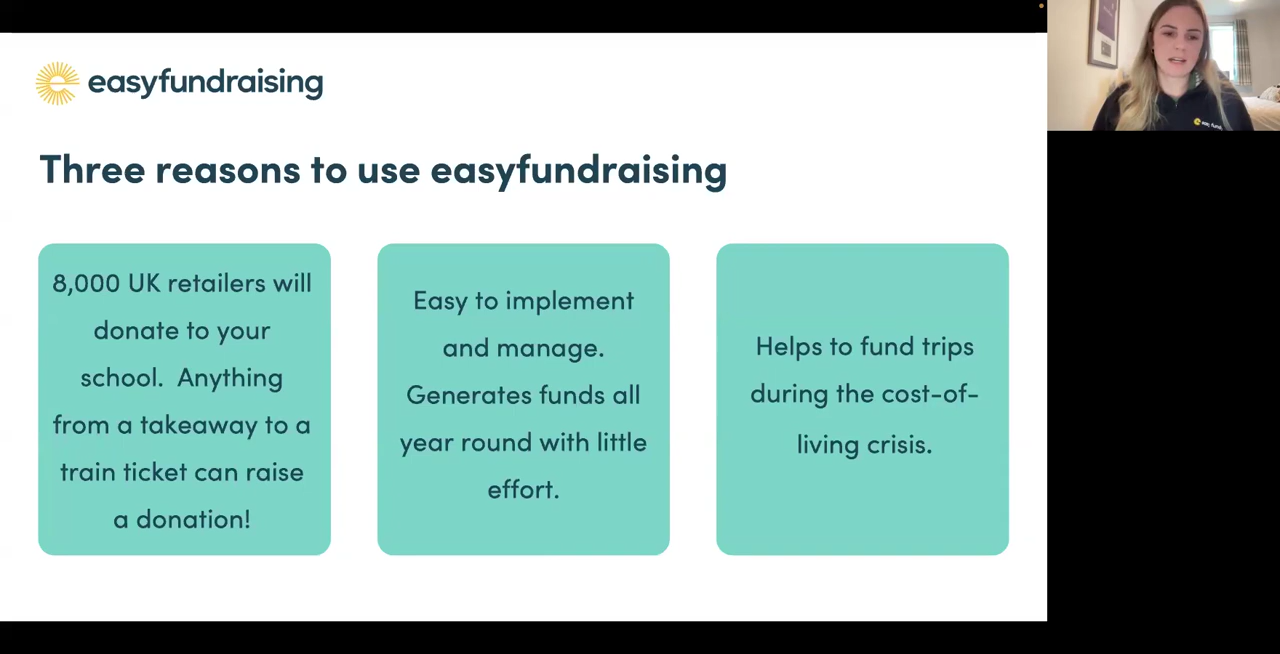 easyfundraising
Three reasons to use easyfundraising
8,000 UK retailers will
donate to your
school.  Anything
from a takeaway to a
train ticket can raise
a donation!
Easy to implement
and manage.
Generates funds all
year round with little
effort.
Helps to fund trips
during the cost-of-
living crisis.